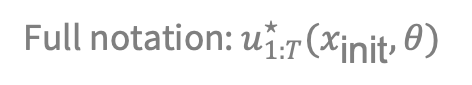 Full notation: 𝑢⋆1:𝑇(𝑥init, 𝜃)